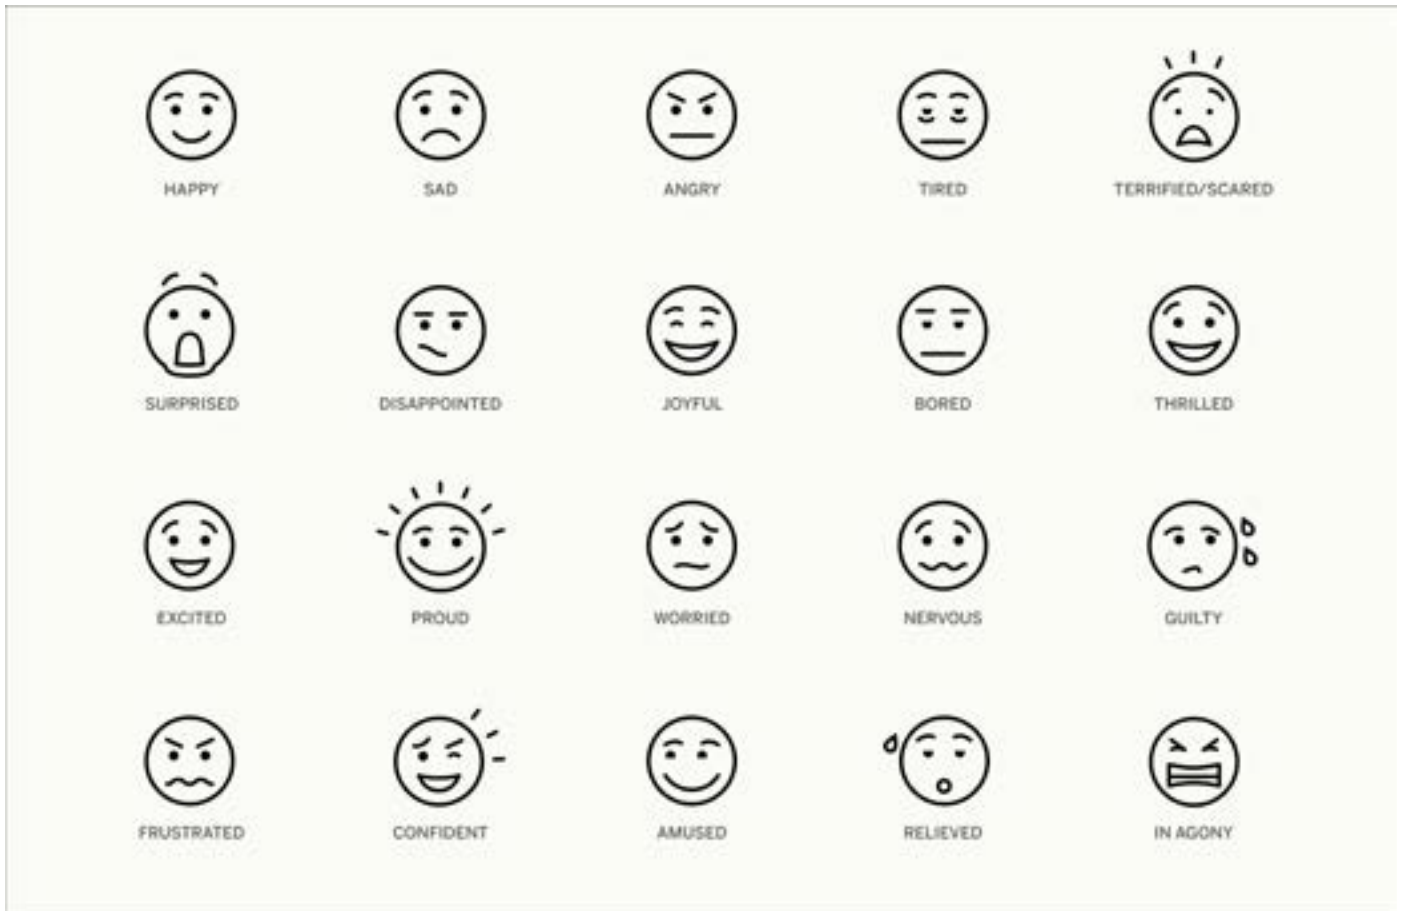 HAPPY
SAD
ANGRY
TIRED
TERRIFIED/SCARED
SURPRISED
DISAPPOINTED
JOYFUL
BORED
THRILLED
EXCITED
PROUD
WORRIED
NERVOUS
GUILTY
FRUSTRATED
CONFIDENT
AMUSED
RELIEVED
IN AGONY